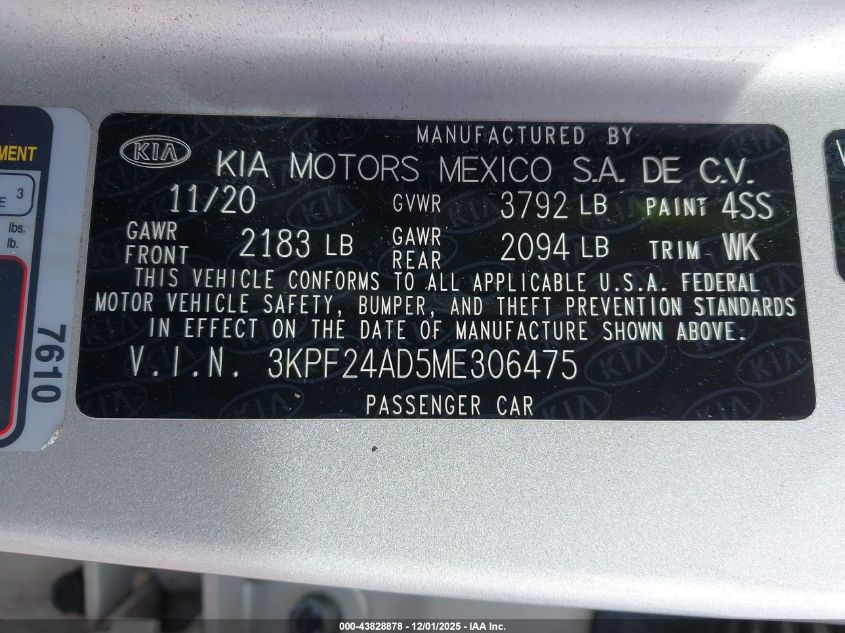 MENT
3
E
lbs.
lb.
7610
KIA
MANUFACTURED BY
KIA MOTORS MEXICO S.A. DE C.V.
11/20 GVWR 3792 LB PAINT 4SS
GAWR FRONT 2183 LB GAWR REAR 2094 LB TRIM WK
THIS VEHICLE CONFORMS TO ALL APPLICABLE U.S.A. FEDERAL
MOTOR VEHICLE SAFETY, BUMPER, AND THEFT PREVENTION STANDARDS
IN EFFECT ON THE DATE OF MANUFACTURE SHOWN ABOVE.
V.I.N. 3KPF24AD5ME306475
PASSENGER CAR
000-43828878 - 12/01/2025 - IAA Inc.